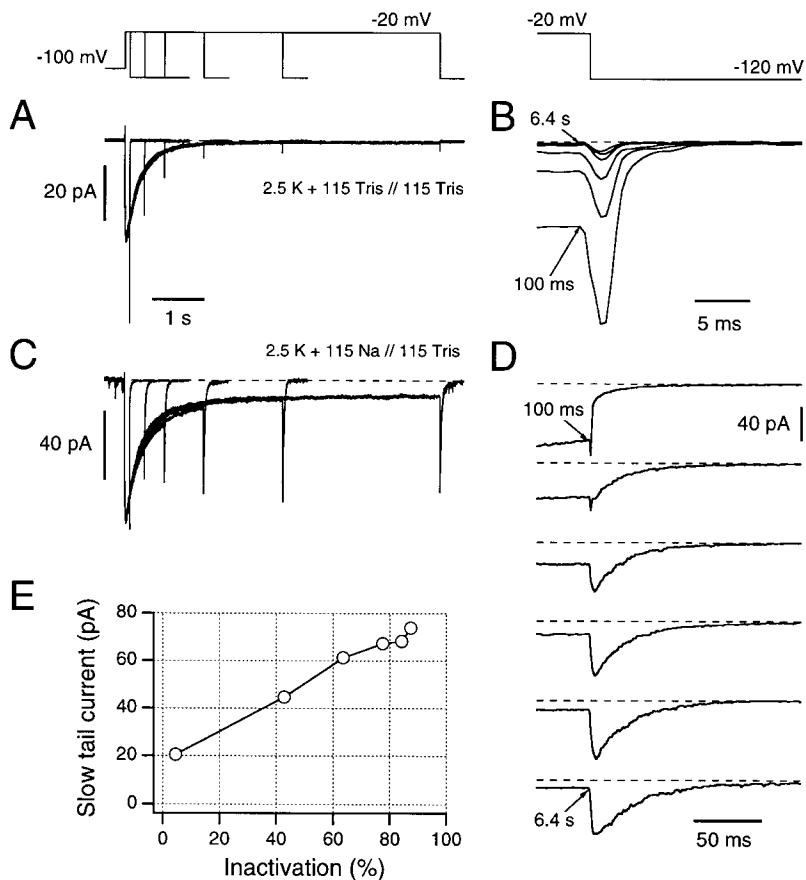 -20 mV
-100 mV
-20 mV
-120 mV
A
20 pA
2.5 K + 115 Tris // 115 Tris
1 s
B
6.4 s
100 ms
5 ms
C
2.5 K + 115 Na // 115 Tris
40 pA
D
100 ms
40 pA
6.4 s
50 ms
E
Slow tail current (pA)
80
60
40
20
0
0 20 40 60 80 100
Inactivation (%)